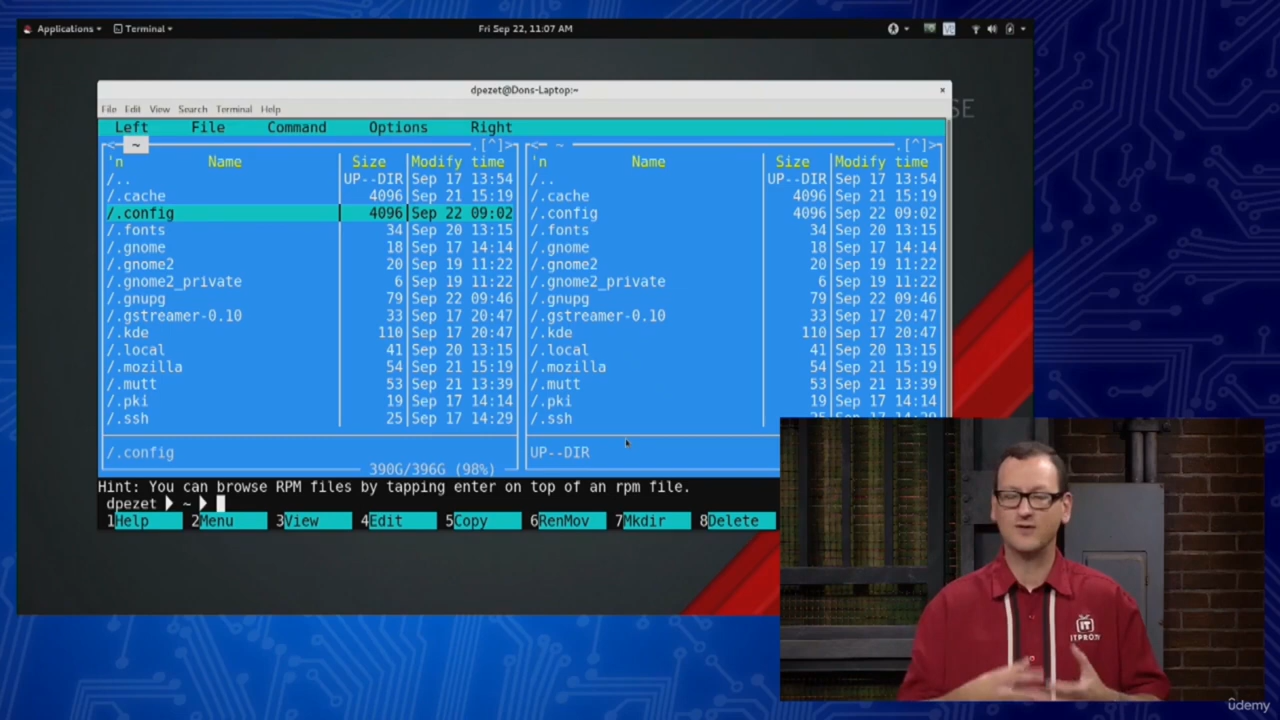 Applications Terminal Fri Sep 22, 11:07 AM
dpezet@Dons-Laptop:~
File Edit View Search Terminal Help
Left File Command Options Right
<─ ~ .[^]> <─ ~ .[^]>
'n Name Size Modify time 'n Name Size Modify time
/.. UP--DIR Sep 17 13:54 /.. UP--DIR Sep 17 13:54
/.cache 4096 Sep 21 15:19 /.cache 4096 Sep 21 15:19
/.config 4096 Sep 22 09:02 /.config 4096 Sep 22 09:02
/.fonts 34 Sep 20 13:15 /.fonts 34 Sep 20 13:15
/.gnome 18 Sep 17 14:14 /.gnome 18 Sep 17 14:14
/.gnome2 20 Sep 19 11:22 /.gnome2 20 Sep 19 11:22
/.gnome2_private 6 Sep 19 11:22 /.gnome2_private 6 Sep 19 11:22
/.gnupg 79 Sep 22 09:46 /.gnupg 79 Sep 22 09:46
/.gstreamer-0.10 33 Sep 17 20:47 /.gstreamer-0.10 33 Sep 17 20:47
/.kde 110 Sep 17 20:47 /.kde 110 Sep 17 20:47
/.local 41 Sep 20 13:15 /.local 41 Sep 20 13:15
/.mozilla 54 Sep 21 15:19 /.mozilla 54 Sep 21 15:19
/.mutt 53 Sep 21 13:39 /.mutt 53 Sep 21 13:39
/.pki 19 Sep 17 14:14 /.pki 19 Sep 17 14:14
/.ssh 25 Sep 17 14:29 /.ssh 25 Sep 17 14:29
/.config UP--DIR
390G/396G (98%)
Hint: You can browse RPM files by tapping enter on top of an rpm file.
dpezet ~
1Help 2Menu 3View 4Edit 5Copy 6RenMov 7Mkdir 8Delete
IT
ITPROTV
udemy